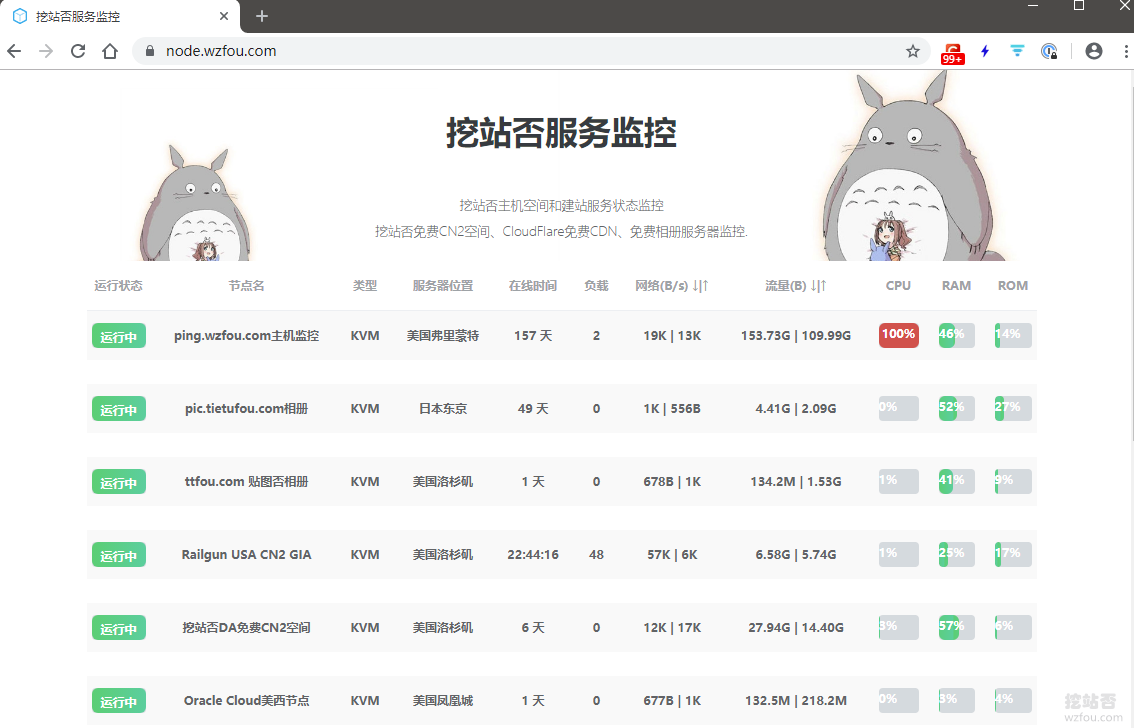 挖站否服务监控
node.wzfou.com
99+
挖站否服务监控
挖站否主机空间和建站服务状态监控
挖站否免费CN2空间、CloudFlare免费CDN、免费相册服务器监控.
运行状态 节点名 类型 服务器位置 在线时间 负载 网络(B/s) ↓|↑ 流量(B) ↓|↑ CPU RAM ROM
运行中 ping.wzfou.com主机监控 KVM 美国弗里蒙特 157 天 2 19K | 13K 153.73G | 109.99G 100% 46% 14%
运行中 pic.tietufou.com相册 KVM 日本东京 49 天 0 1K | 556B 4.41G | 2.09G 0% 52% 27%
运行中 ttfou.com 贴图否相册 KVM 美国洛杉矶 1 天 0 678B | 1K 134.2M | 1.53G 1% 41% 9%
运行中 Railgun USA CN2 GIA KVM 美国洛杉矶 22:44:16 48 57K | 6K 6.58G | 5.74G 1% 25% 17%
运行中 挖站否DA免费CN2空间 KVM 美国洛杉矶 6 天 0 12K | 17K 27.94G | 14.40G 3% 57% 6%
运行中 Oracle Cloud美西节点 KVM 美国凤凰城 1 天 0 677B | 1K 132.5M | 218.2M 0% 3% 4%
挖站否
wzfou.com